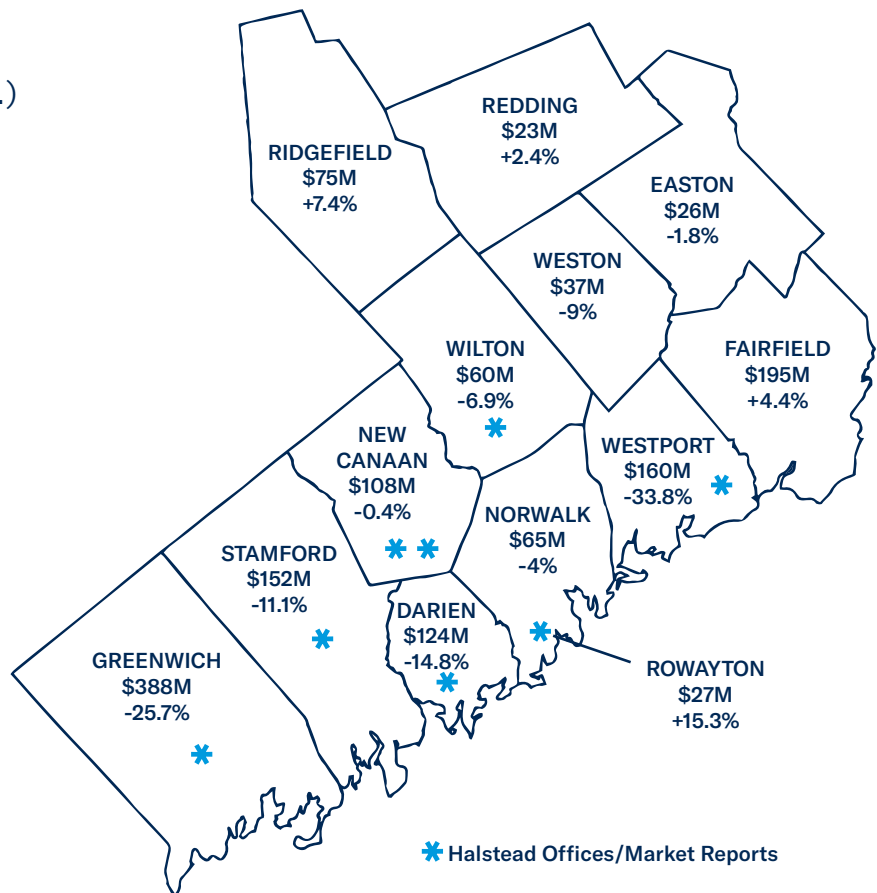 .)
REDDING
$23M
+2.4%
RIDGEFIELD
$75M
+7.4%
EASTON
$26M
-1.8%
WESTON
$37M
-9%
WILTON
$60M
-6.9%
FAIRFIELD
$195M
+4.4%
NEW
CANAAN
$108M
-0.4%
WESTPORT
$160M
-33.8%
NORWALK
$65M
-4%
STAMFORD
$152M
-11.1%
DARIEN
$124M
-14.8%
GREENWICH
$388M
-25.7%
ROWAYTON
$27M
+15.3%
Halstead Offices/Market Reports